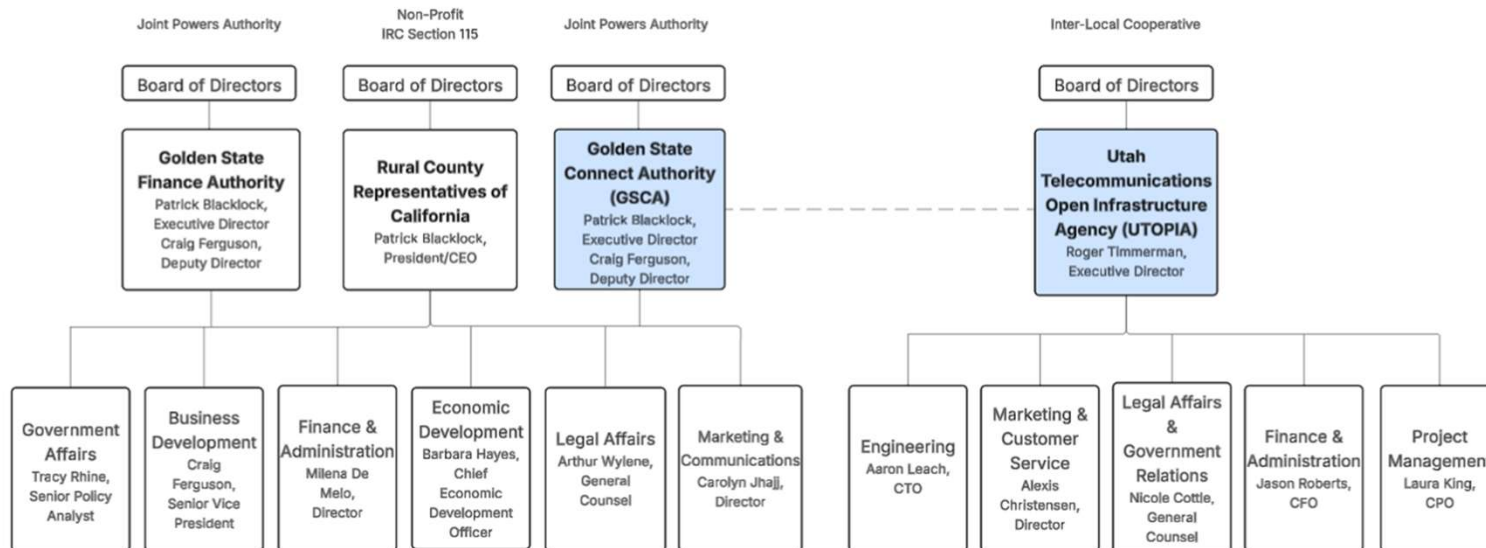 Joint Powers Authority
Non-Profit
IRC Section 115
Joint Powers Authority
Inter-Local Cooperative
Board of Directors
Board of Directors
Board of Directors
Board of Directors
Golden State
Finance Authority
Patrick Blacklock,
Executive Director
Craig Ferguson,
Deputy Director
Rural County
Representatives of
California
Patrick Blacklock,
President/CEO
Golden State
Connect Authority
(GSCA)
Patrick Blacklock,
Executive Director
Craig Ferguson,
Deputy Director
Utah
Telecommunications
Open Infrastructure
Agency (UTOPIA)
Roger Timmerman,
Executive Director
Government
Affairs
Tracy Rhine,
Senior Policy
Analyst
Business
Development
Craig
Ferguson,
Senior Vice
President
Finance &
Administration
Milena De
Melo,
Director
Economic
Development
Barbara Hayes,
Chief
Economic
Development
Officer
Legal Affairs
Arthur Wylene,
General
Counsel
Marketing &
Communications
Carolyn Jhajj,
Director
Engineering
Aaron Leach,
CTO
Marketing &
Customer
Service
Alexis
Christensen,
Director
Legal Affairs
&
Government
Relations
Nicole Cottle,
General
Counsel
Finance &
Administration
Jason Roberts,
CFO
Project
Managemen
Laura King,
CPO